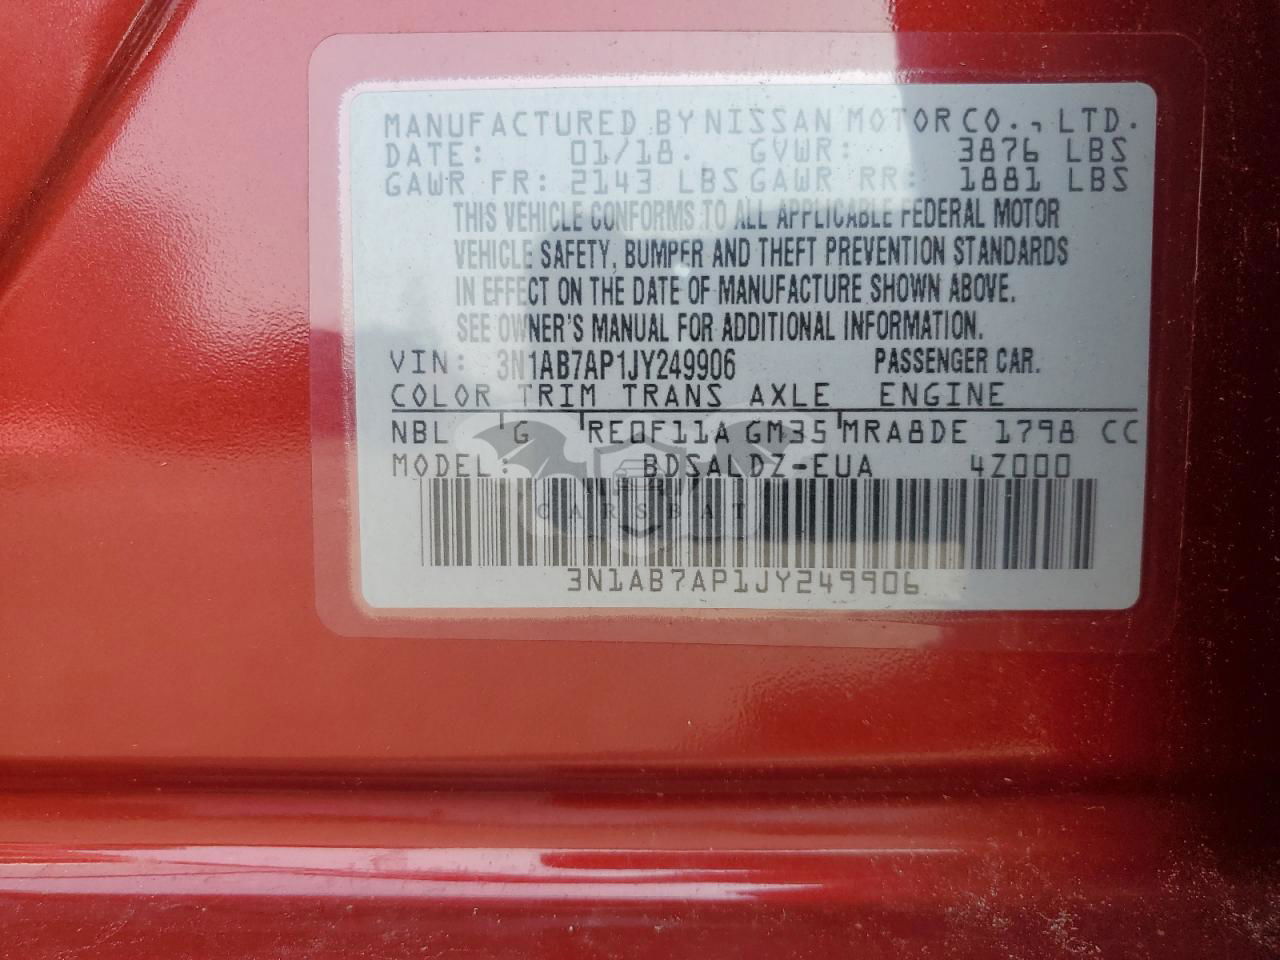 MANUFACTURED BY NISSAN MOTOR CO., LTD.
DATE: 01/18. GVWR: 3876 LBS
GAWR FR: 2143 LBS GAWR RR: 1881 LBS
THIS VEHICLE CONFORMS TO ALL APPLICABLE FEDERAL MOTOR
VEHICLE SAFETY, BUMPER AND THEFT PREVENTION STANDARDS
IN EFFECT ON THE DATE OF MANUFACTURE SHOWN ABOVE.
SEE OWNER'S MANUAL FOR ADDITIONAL INFORMATION.
VIN: 3N1AB7AP1JY249906 PASSENGER CAR.
COLOR TRIM TRANS AXLE ENGINE
NBL G RE0F11A GM35 MRA8DE 1798 CC
MODEL: BDSALDZ-EUA 4Z000
CARSBAT
3N1AB7AP1JY249906